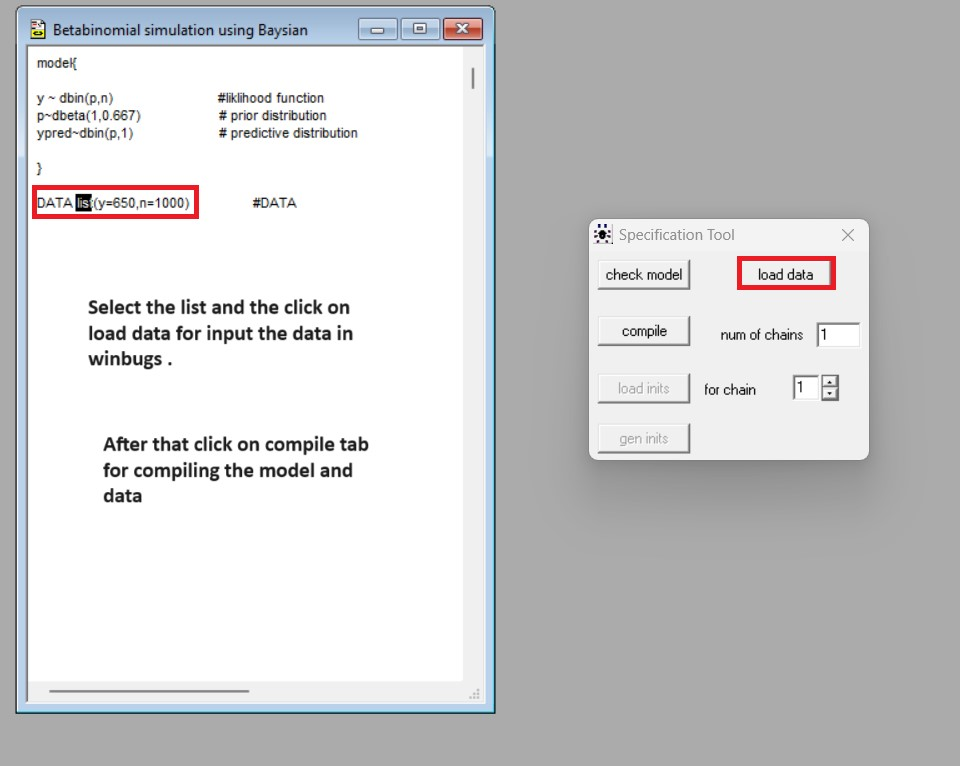 Betabinomial simulation using Baysian
model{
y ~ dbin(p,n) #liklihood function
p~dbeta(1,0.667) # prior distribution
ypred~dbin(p,1) # predictive distribution
}
DATA list(y=650,n=1000) #DATA
Select the list and the click on
load data for input the data in
winbugs .
After that click on compile tab
for compiling the model and
data
Specification Tool
check model load data
compile num of chains 1
load inits for chain 1
gen inits